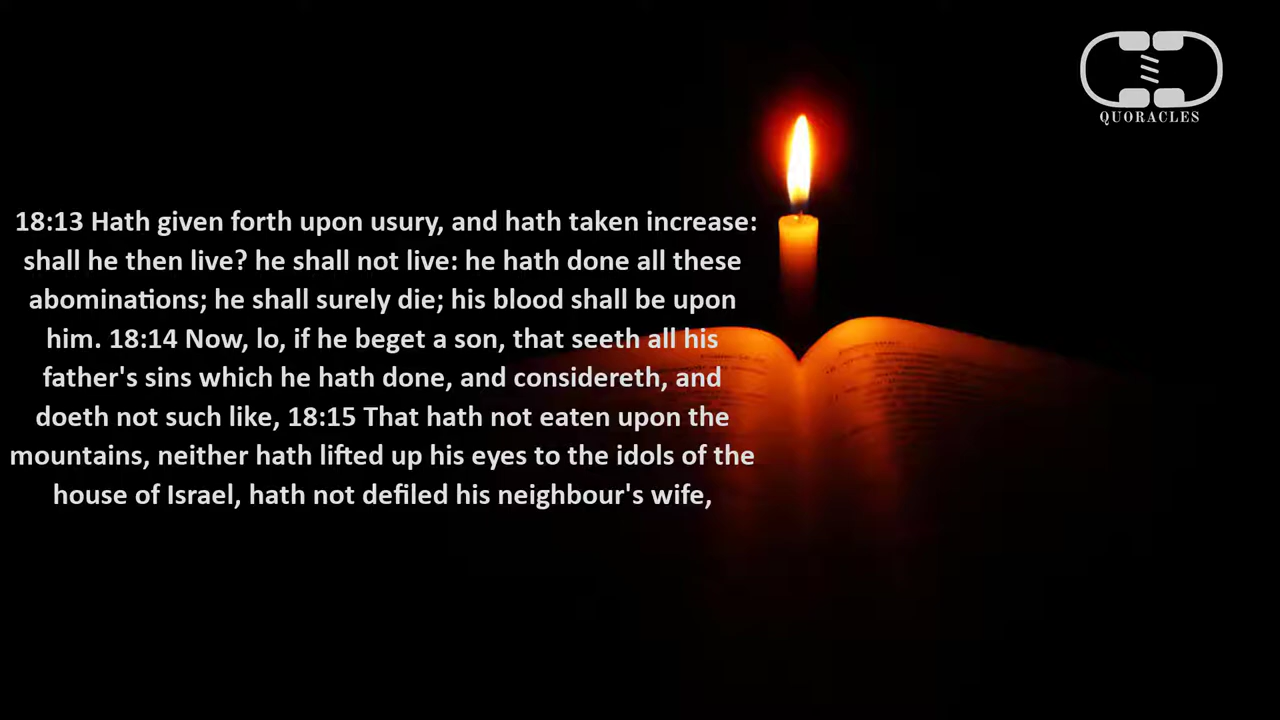 QUORACLES
18:13 Hath given forth upon usury, and hath taken increase:
shall he then live? he shall not live: he hath done all these
abominations; he shall surely die; his blood shall be upon
him. 18:14 Now, lo, if he beget a son, that seeth all his
father's sins which he hath done, and considereth, and
doeth not such like, 18:15 That hath not eaten upon the
mountains, neither hath lifted up his eyes to the idols of the
house of Israel, hath not defiled his neighbour's wife,